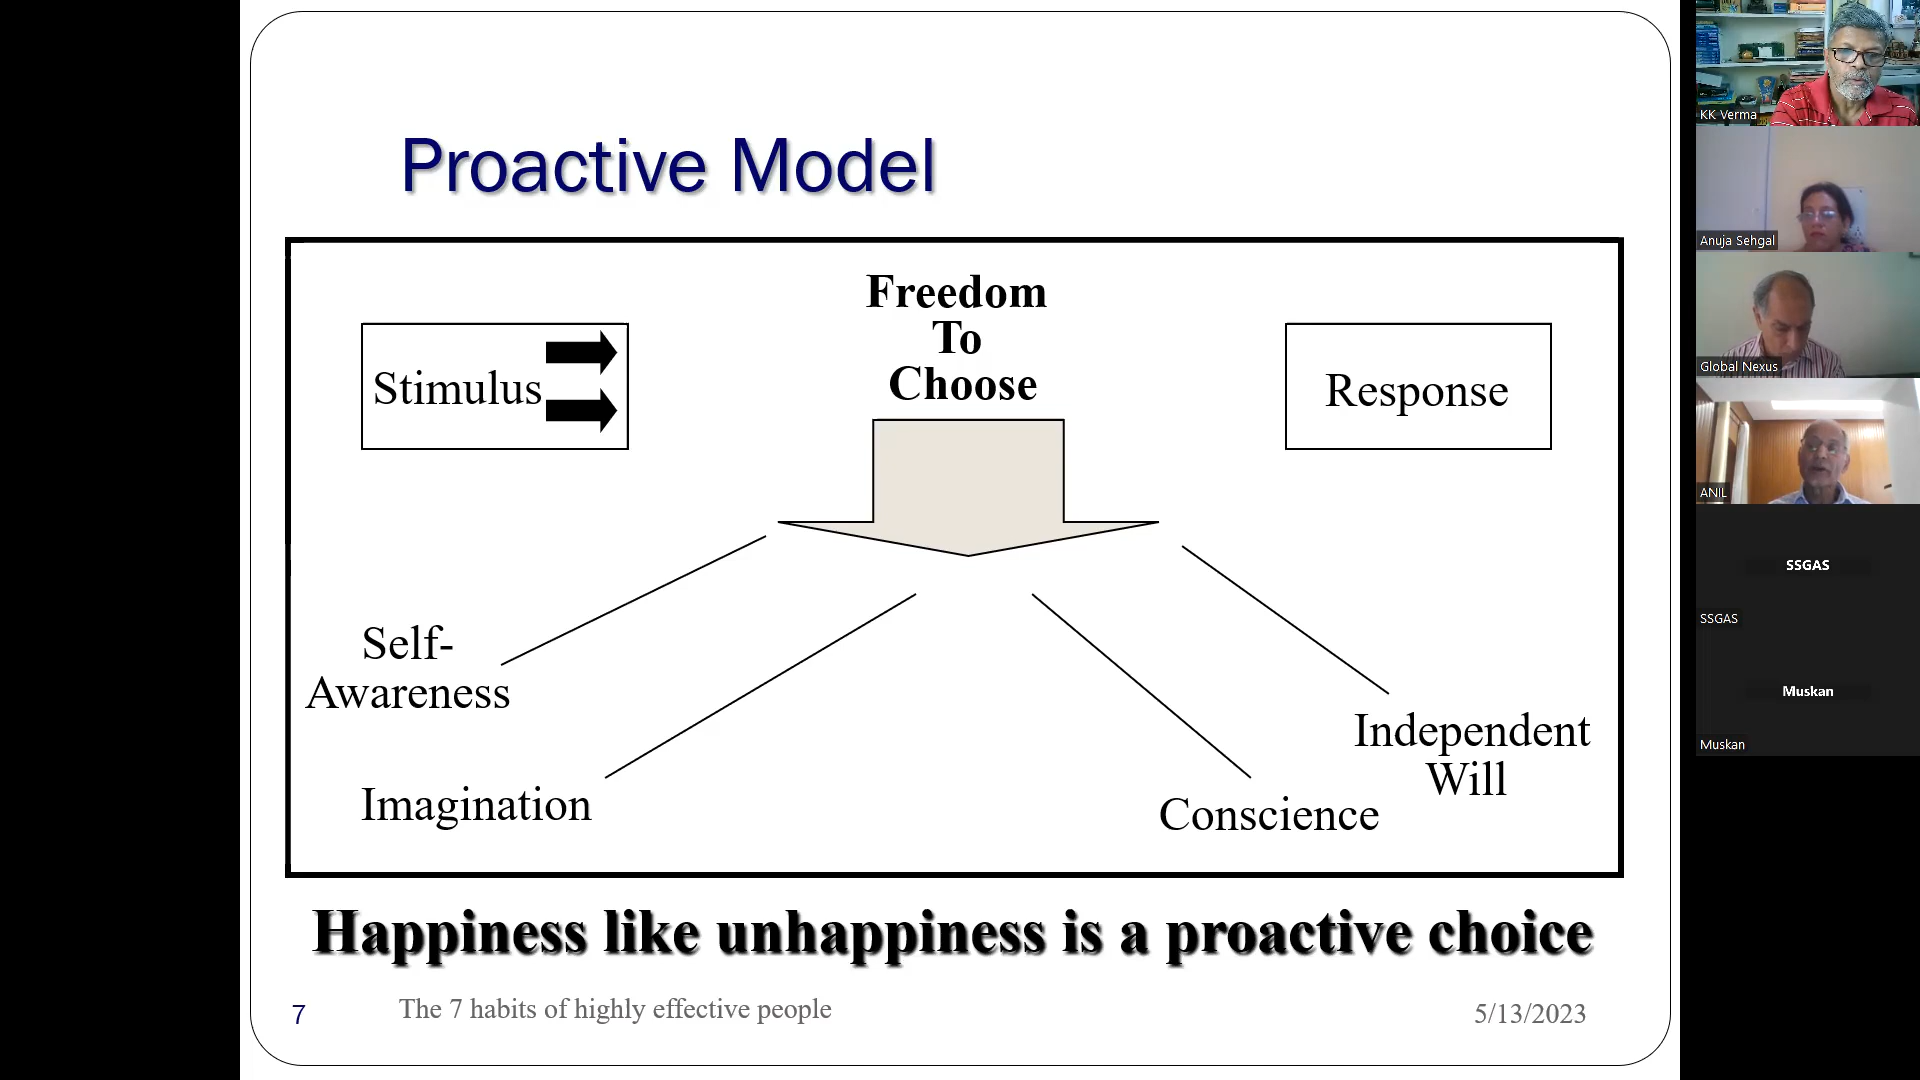 Proactive Model
Freedom
To
Choose
Stimulus
Response
Self-
Awareness
Imagination
Conscience
Independent
Will
Happiness like unhappiness is a proactive choice
7
The 7 habits of highly effective people
5/13/2023
KK Verma
Anuja Sehgal
Global Nexus
ANIL
SSGAS
SSGAS
Muskan
Muskan